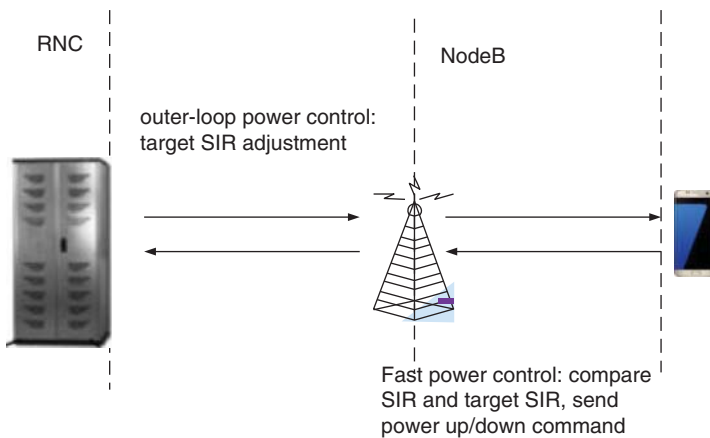 RNC
NodeB
outer-loop power control:
target SIR adjustment
Fast power control: compare
SIR and target SIR, send
power up/down command